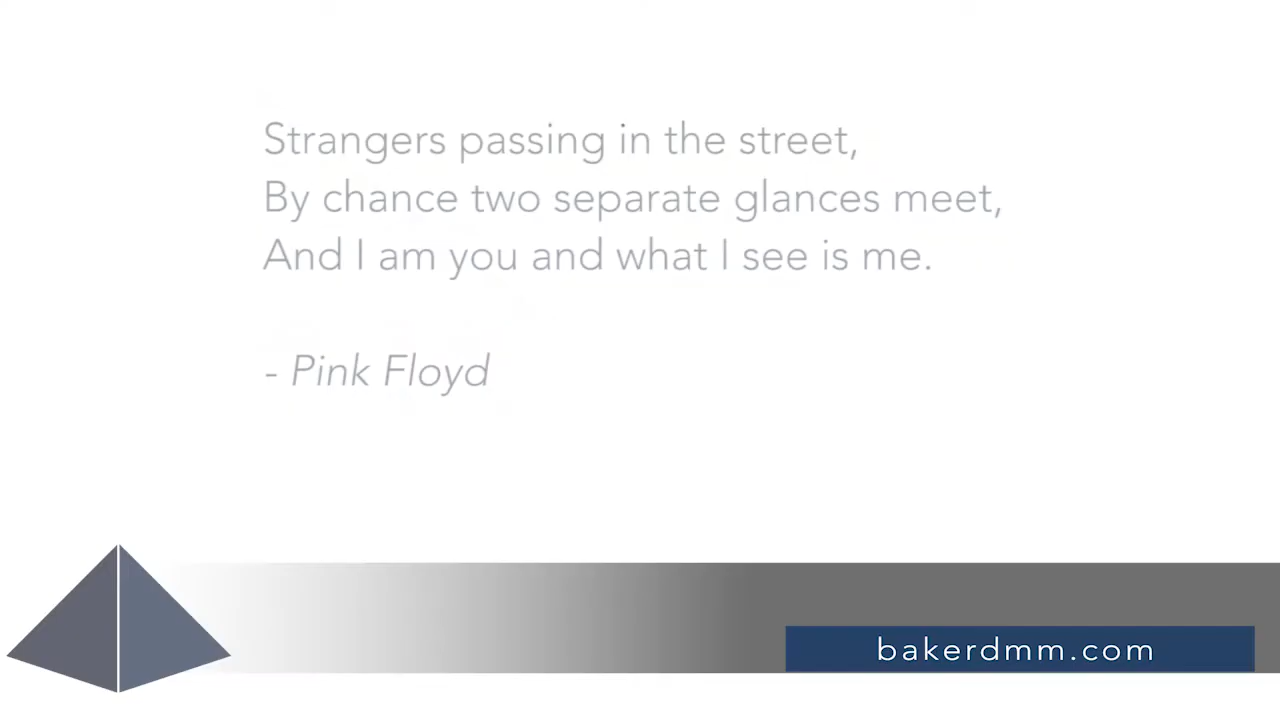 Strangers passing in the street,
By chance two separate glances meet,
And I am you and what I see is me.
- Pink Floyd
bakerdmm.com